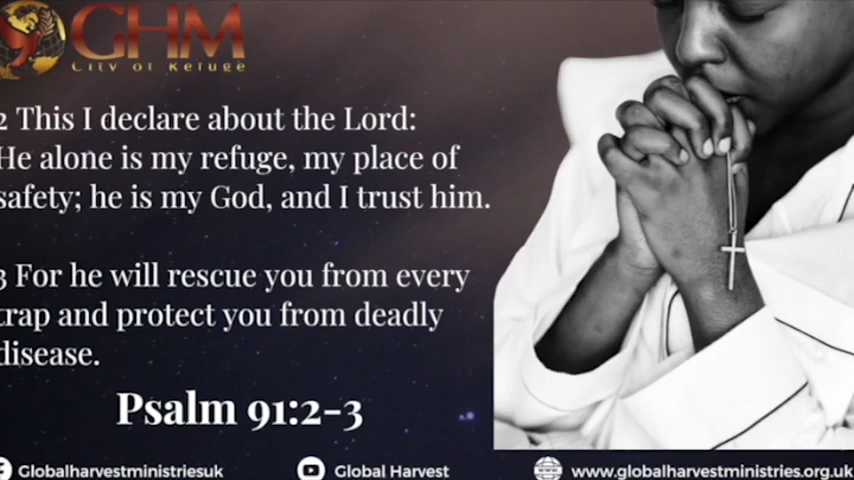 GHM
City of Refuge
2 This I declare about the Lord:
He alone is my refuge, my place of
safety; he is my God, and I trust him.
3 For he will rescue you from every
trap and protect you from deadly
disease.
Psalm 91:2-3
Globalharvestministriesuk
Global Harvest
www.globalharvestministries.org.uk